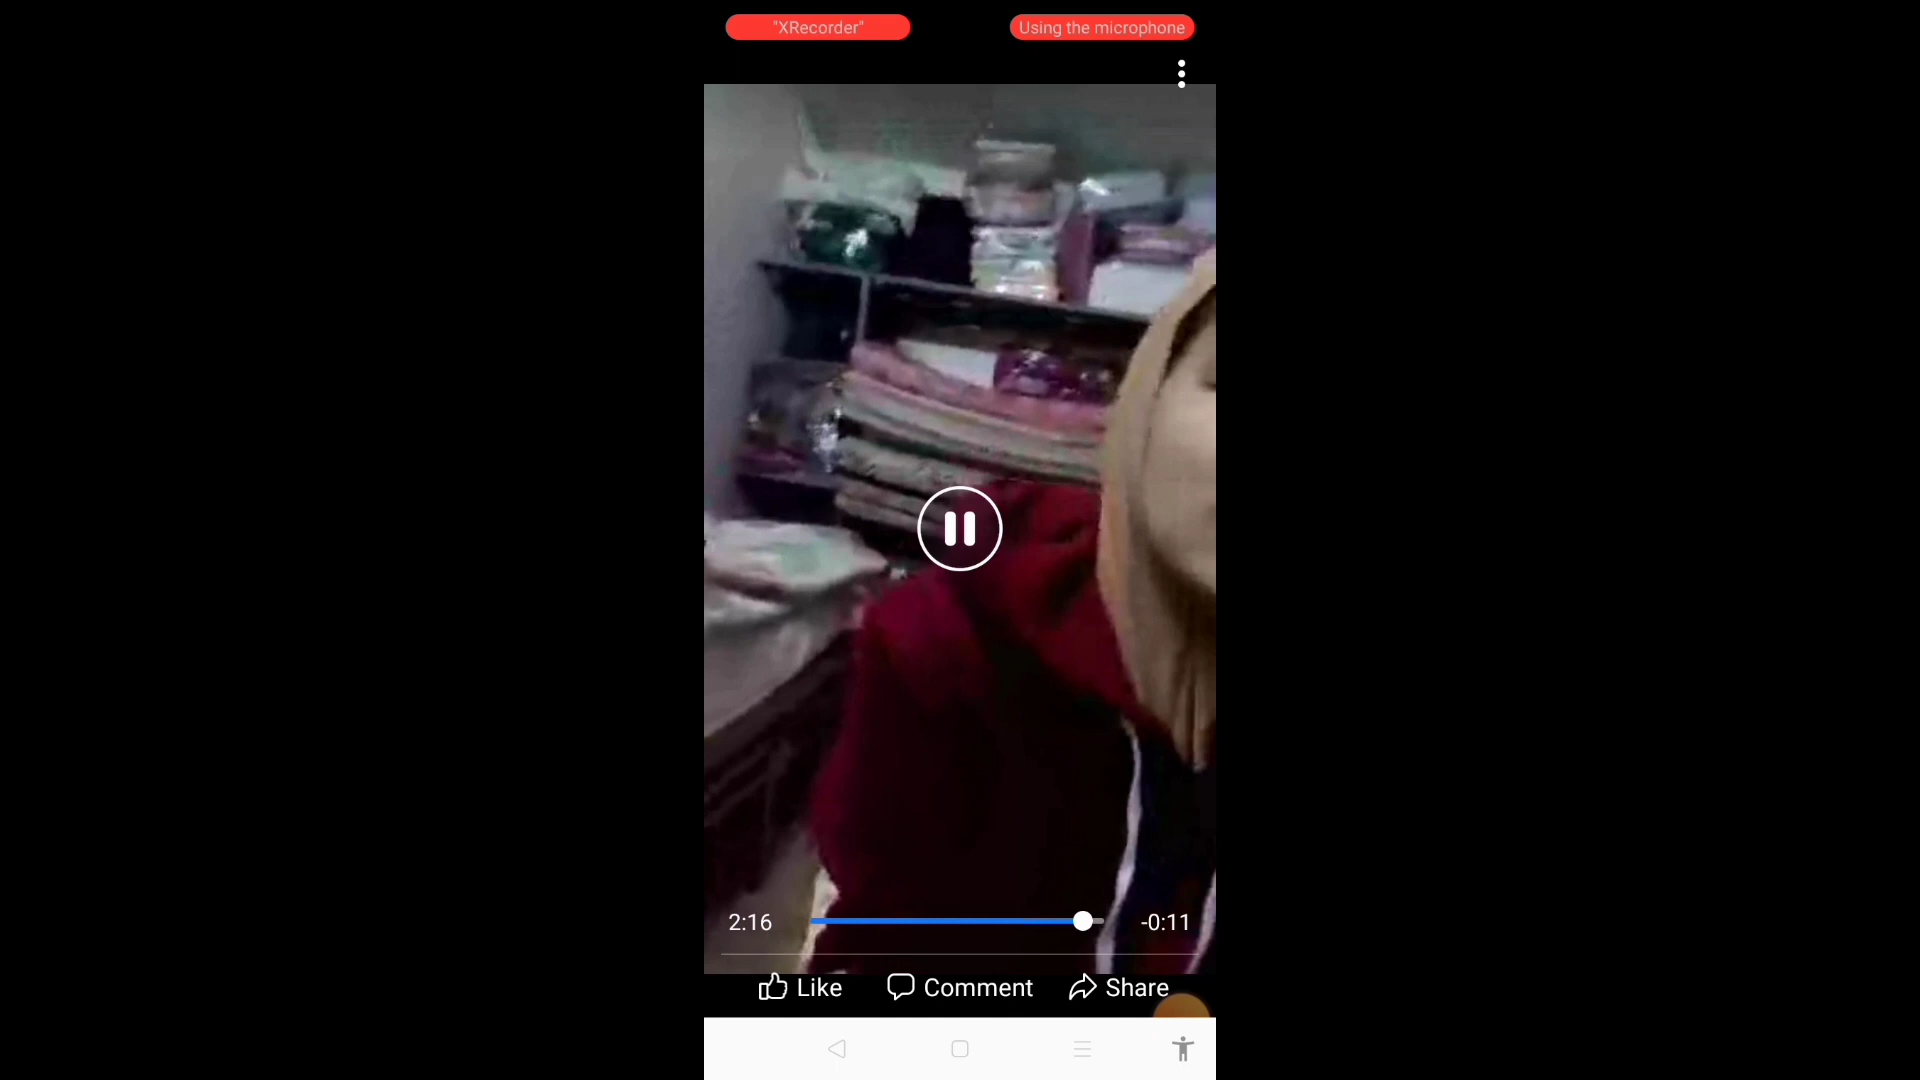 "XRecorder"
Using the microphone
2:16
-0:11
Like
Comment
Share